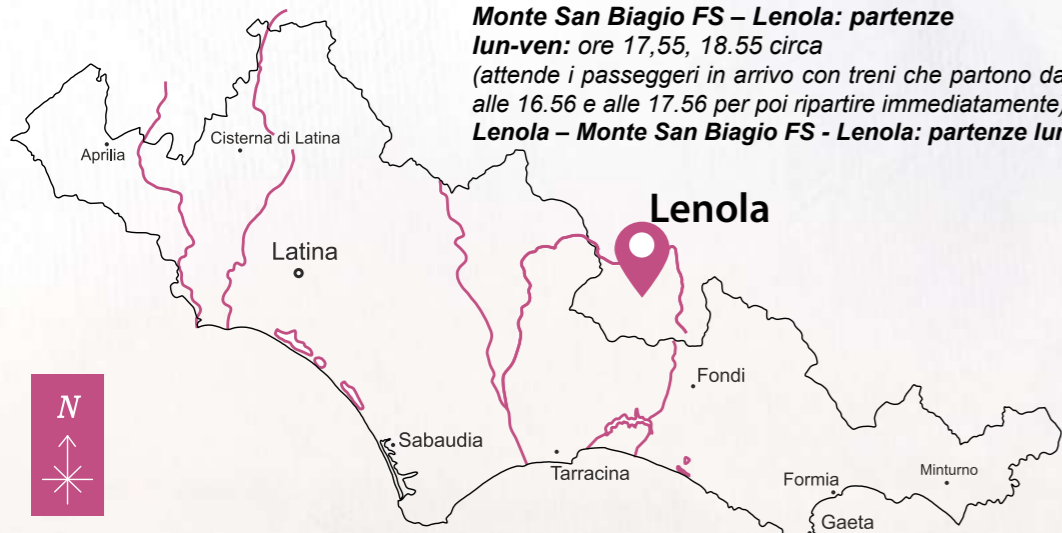 Monte San Biagio FS – Lenola: partenze
lun-ven: ore 17,55, 18.55 circa
(attende i passeggeri in arrivo con treni che partono da
alle 16.56 e alle 17.56 per poi ripartire immediatamente)
Lenola – Monte San Biagio FS - Lenola: partenze lun
Aprilia
Cisterna di Latina
Lenola
Latina
Fondi
N
Sabaudia
Tarracina
Formia
Minturno
Gaeta